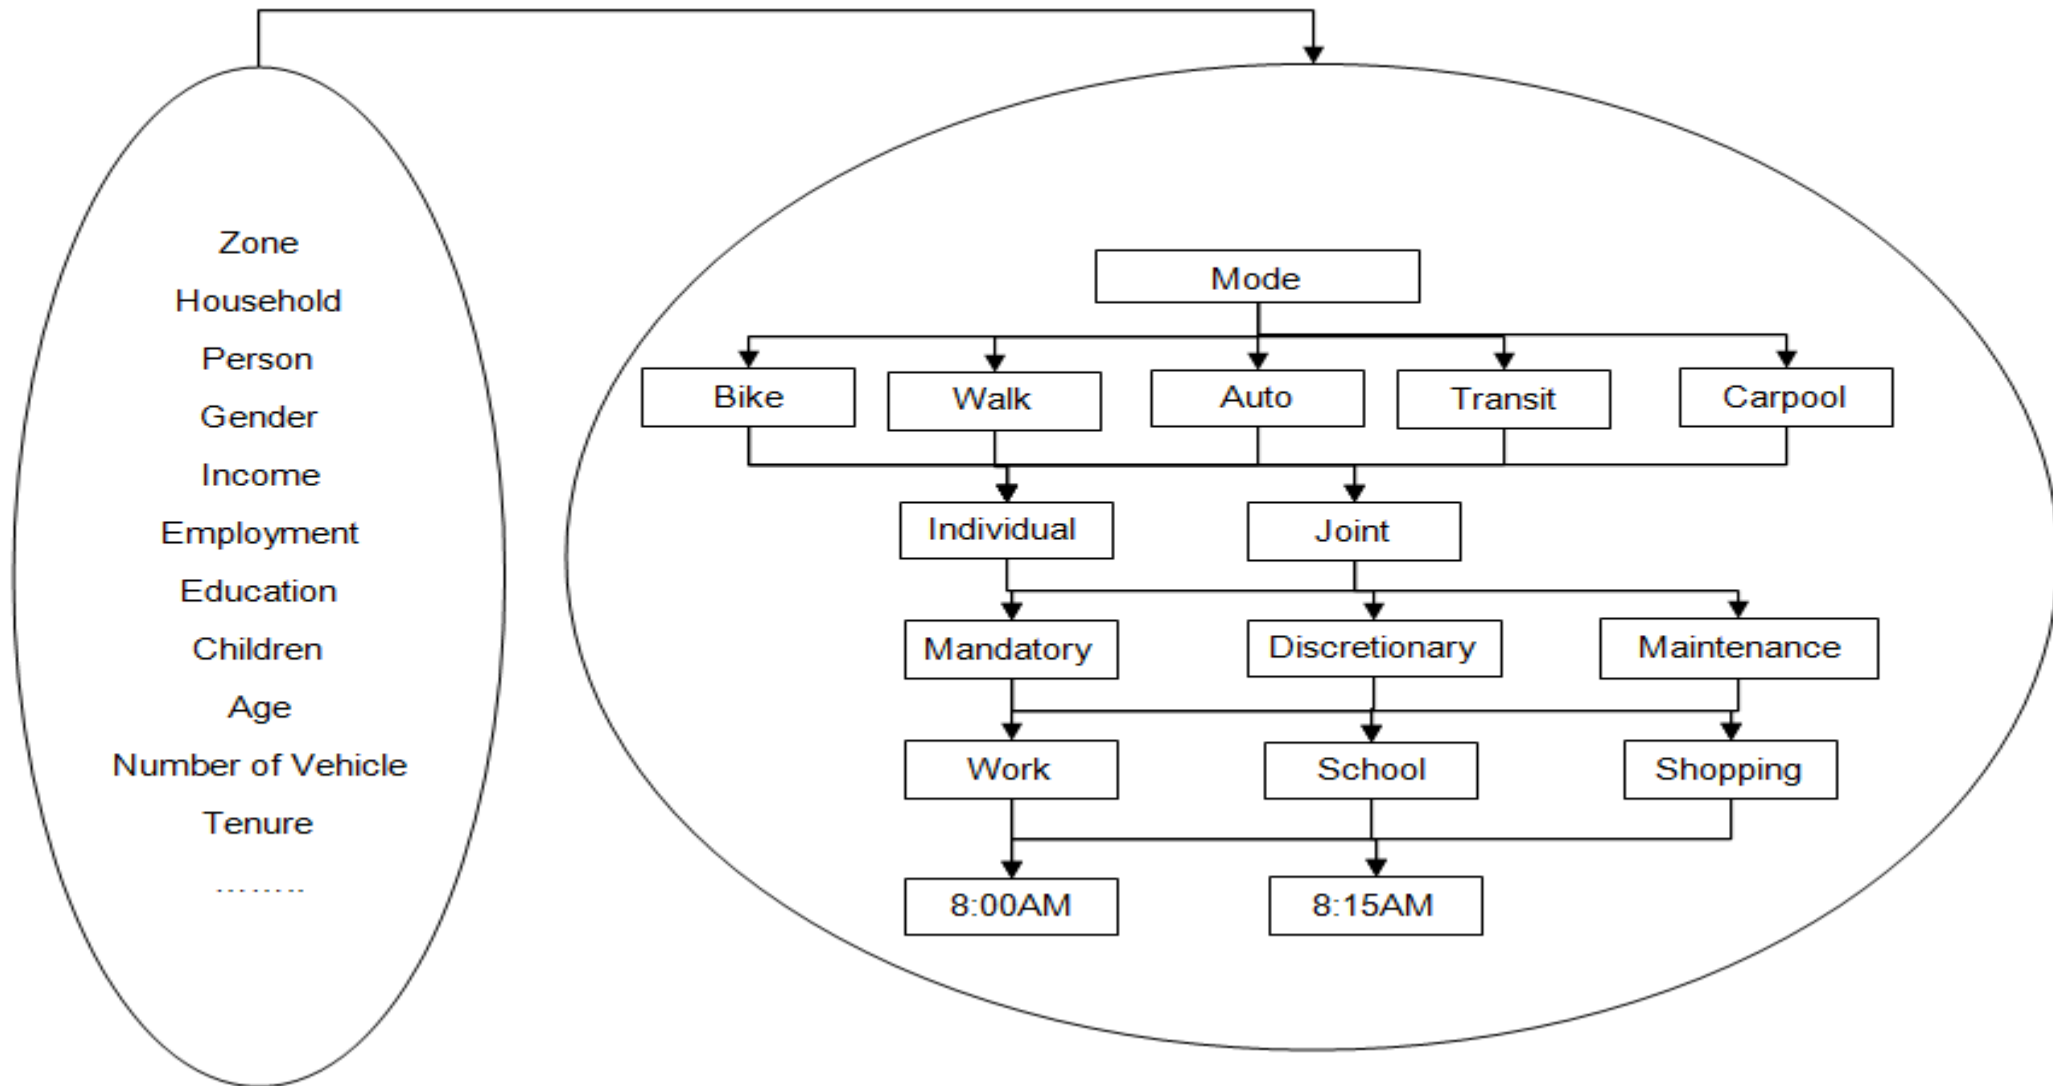 Zone
Household
Person
Gender
Income
Employment
Education
Children
Age
Number of Vehicle
Tenure
........
Mode
Bike
Walk
Auto
Transit
Carpool
Individual
Joint
Mandatory
Discretionary
Maintenance
Work
School
Shopping
8:00AM
8:15AM